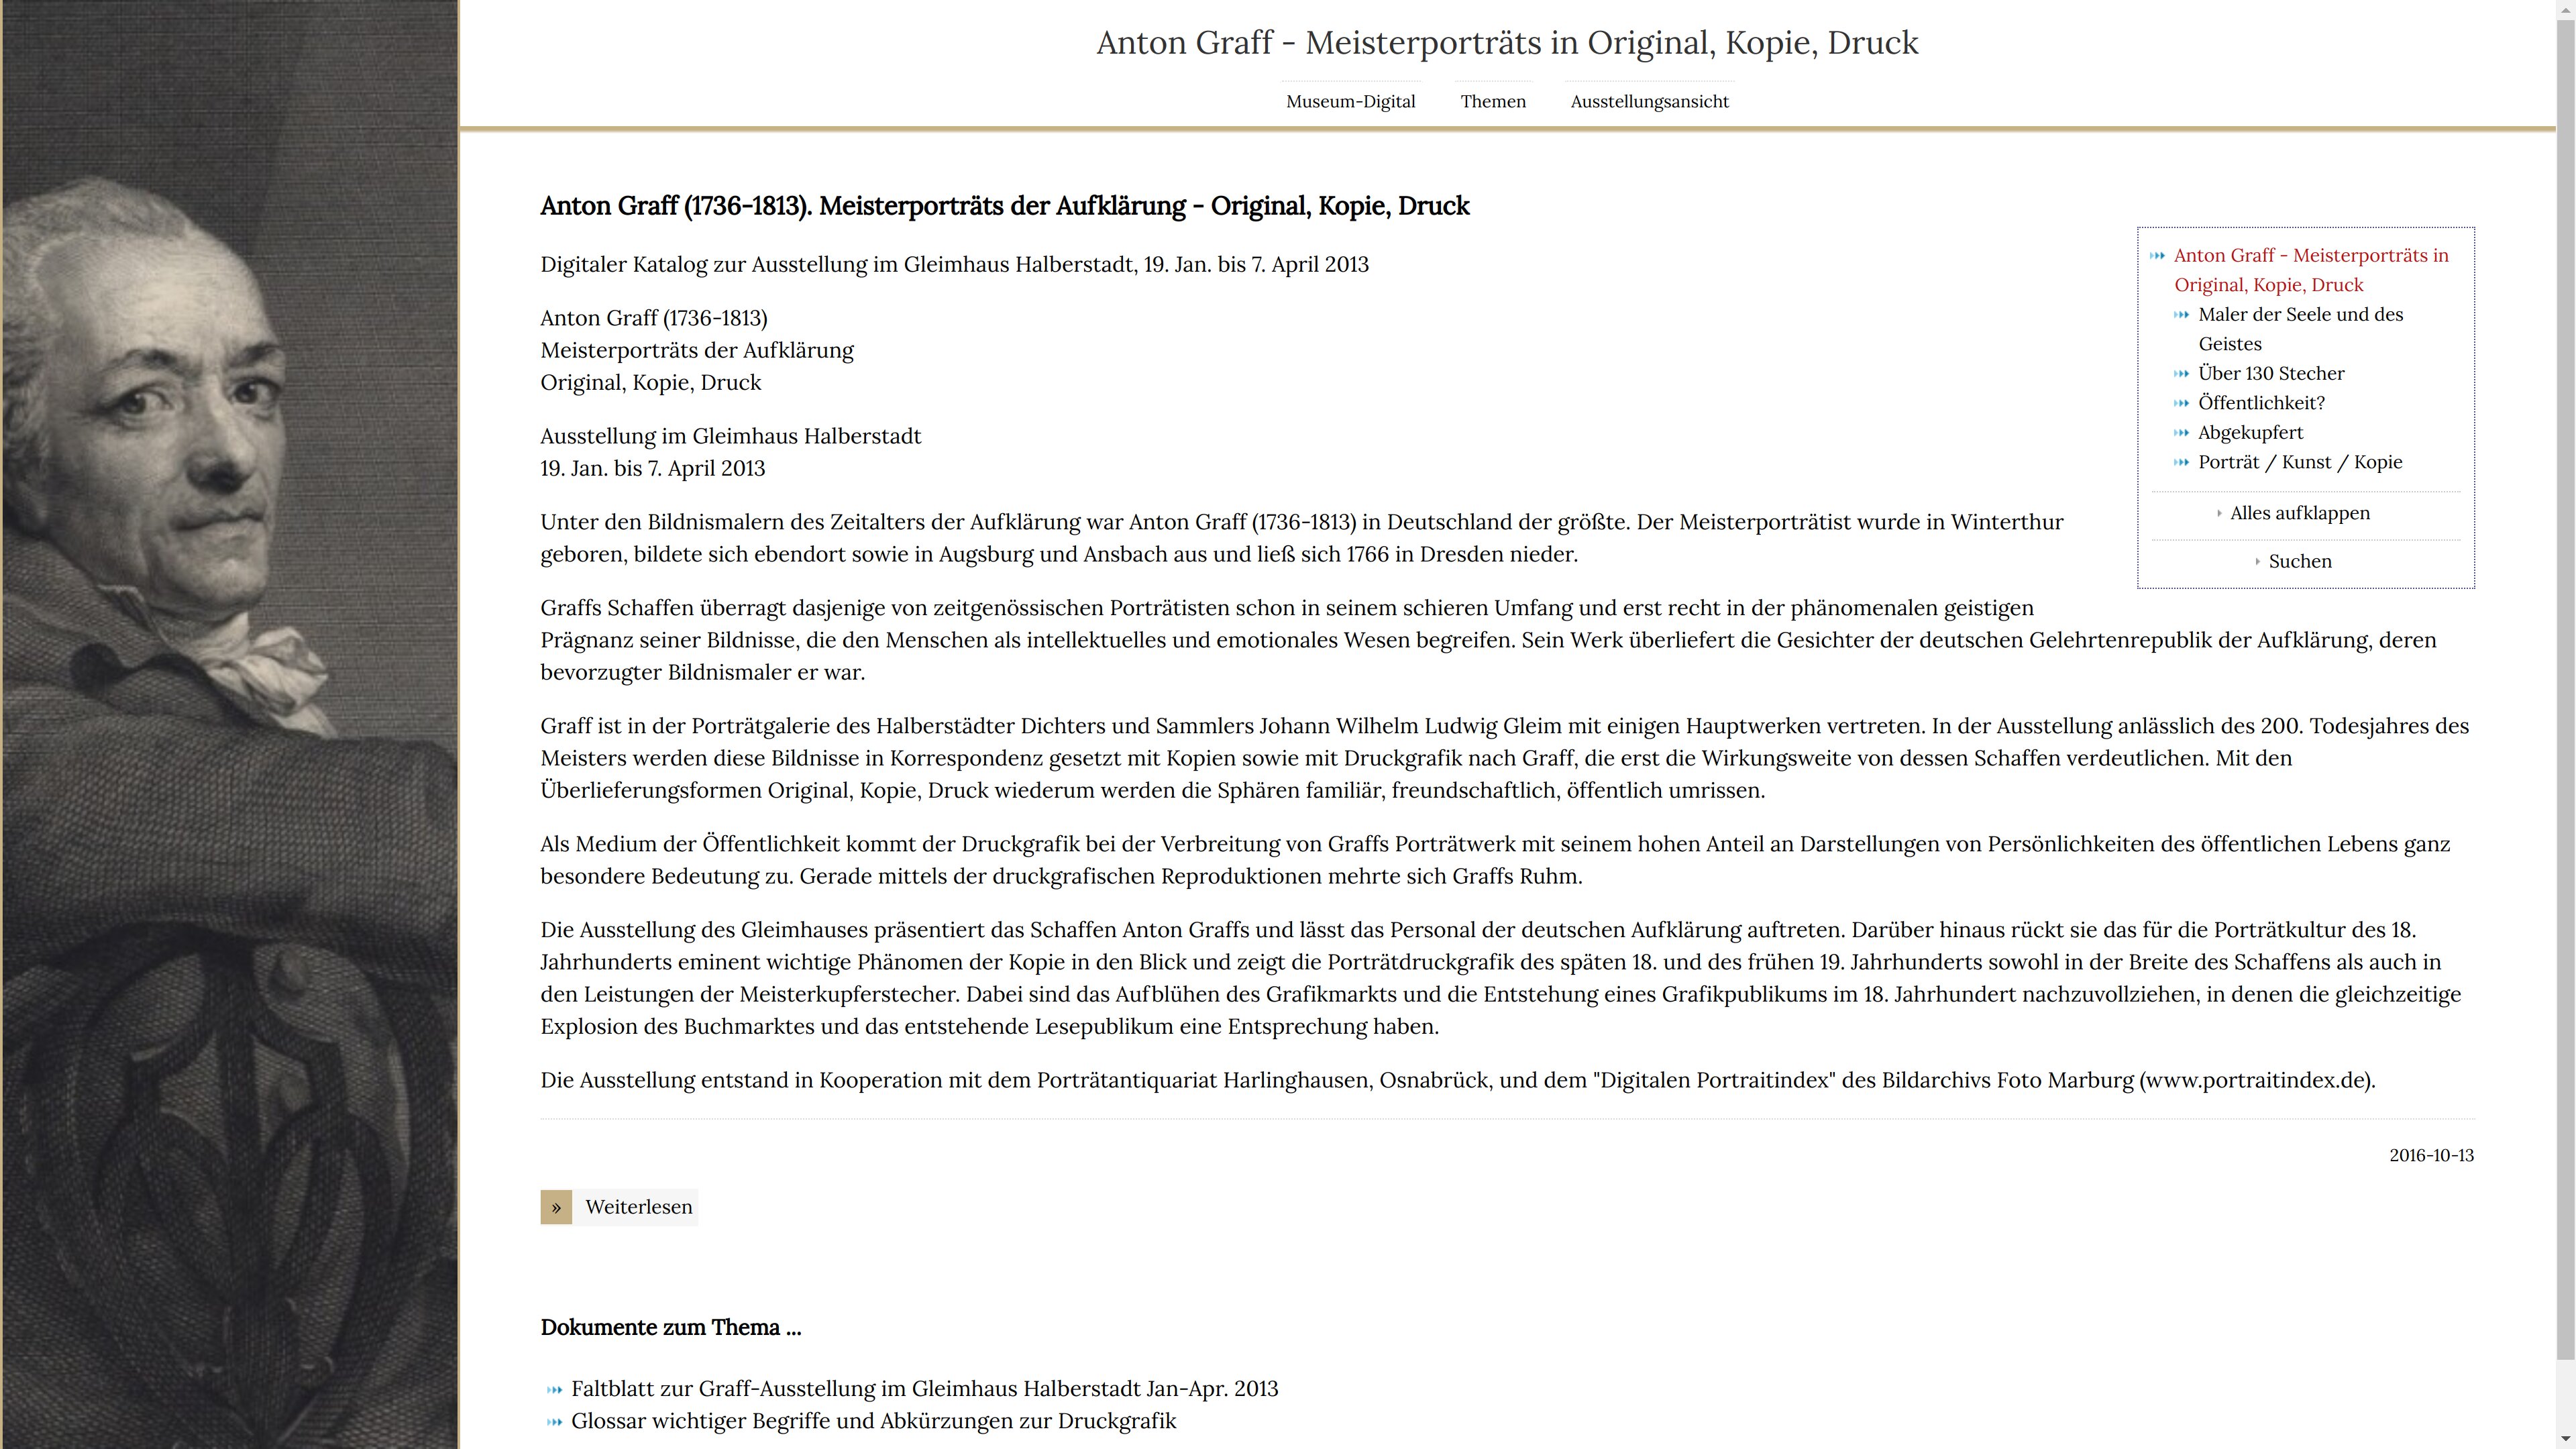 Anton Graff - Meisterporträts in Original, Kopie, Druck
Museum-Digital
Themen
Ausstellungsansicht
Anton Graff (1736-1813). Meisterporträts der Aufklärung - Original, Kopie, Druck
Digitaler Katalog zur Ausstellung im Gleimhaus Halberstadt, 19. Jan. bis 7. April 2013
Anton Graff (1736-1813)
Meisterporträts der Aufklärung
Original, Kopie, Druck
Ausstellung im Gleimhaus Halberstadt
19. Jan. bis 7. April 2013
Anton Graff - Meisterporträts in
Original, Kopie, Druck
Maler der Seele und des
Geistes
Über 130 Stecher
Öffentlichkeit?
Abgekupfert
Porträt / Kunst / Kopie
Alles aufklappen
Suchen
Unter den Bildnismalern des Zeitalters der Aufklärung war Anton Graff (1736-1813) in Deutschland der größte. Der Meisterporträtist wurde in Winterthur
geboren, bildete sich ebendort sowie in Augsburg und Ansbach aus und ließ sich 1766 in Dresden nieder.
Graffs Schaffen überragt dasjenige von zeitgenössischen Porträtisten schon in seinem schieren Umfang und erst recht in der phänomenalen geistigen
Prägnanz seiner Bildnisse, die den Menschen als intellektuelles und emotionales Wesen begreifen. Sein Werk überliefert die Gesichter der deutschen Gelehrtenrepublik der Aufklärung, deren
bevorzugter Bildnismaler er war.
Graff ist in der Porträtgalerie des Halberstädter Dichters und Sammlers Johann Wilhelm Ludwig Gleim mit einigen Hauptwerken vertreten. In der Ausstellung anlässlich des 200. Todesjahres des
Meisters werden diese Bildnisse in Korrespondenz gesetzt mit Kopien sowie mit Druckgrafik nach Graff, die erst die Wirkungsweite von dessen Schaffen verdeutlichen. Mit den
Überlieferungsformen Original, Kopie, Druck wiederum werden die Sphären familiär, freundschaftlich, öffentlich umrissen.
Als Medium der Öffentlichkeit kommt der Druckgrafik bei der Verbreitung von Graffs Porträtwerk mit seinem hohen Anteil an Darstellungen von Persönlichkeiten des öffentlichen Lebens ganz
besondere Bedeutung zu. Gerade mittels der druckgrafischen Reproduktionen mehrte sich Graffs Ruhm.
Die Ausstellung des Gleimhauses präsentiert das Schaffen Anton Graffs und lässt das Personal der deutschen Aufklärung auftreten. Darüber hinaus rückt sie das für die Porträtkultur des 18.
Jahrhunderts eminent wichtige Phänomen der Kopie in den Blick und zeigt die Porträtdruckgrafik des späten 18. und des frühen 19. Jahrhunderts sowohl in der Breite des Schaffens als auch in
den Leistungen der Meisterkupferstecher. Dabei sind das Aufblühen des Grafikmarkts und die Entstehung eines Grafikpublikums im 18. Jahrhundert nachzuvollziehen, in denen die gleichzeitige
Explosion des Buchmarktes und das entstehende Lesepublikum eine Entsprechung haben.
Die Ausstellung entstand in Kooperation mit dem Porträtantiquariat Harlinghausen, Osnabrück, und dem "Digitalen Portraitindex" des Bildarchivs Foto Marburg (www.portraitindex.de).
2016-10-13
» Weiterlesen
Dokumente zum Thema ...
Faltblatt zur Graff-Ausstellung im Gleimhaus Halberstadt Jan-Apr. 2013
Glossar wichtiger Begriffe und Abkürzungen zur Druckgrafik